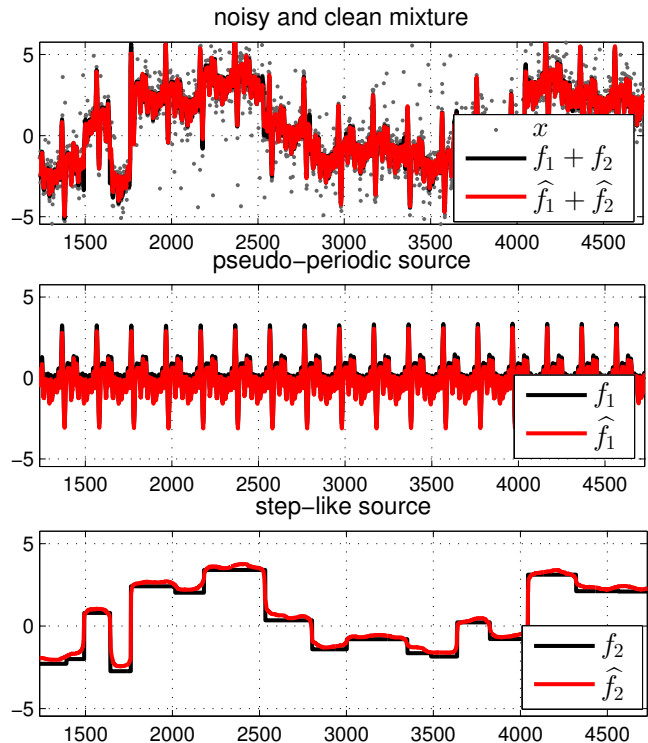 noisy and clean mixture
5
0
−5
x
f₁ + f₂
f̂₁ + f̂₂
1500 2000 2500 3000 3500 4000 4500
pseudo−periodic source
5
0
−5
f₁
f̂₁
1500 2000 2500 3000 3500 4000 4500
step−like source
5
0
−5
f₂
f̂₂
1500 2000 2500 3000 3500 4000 4500